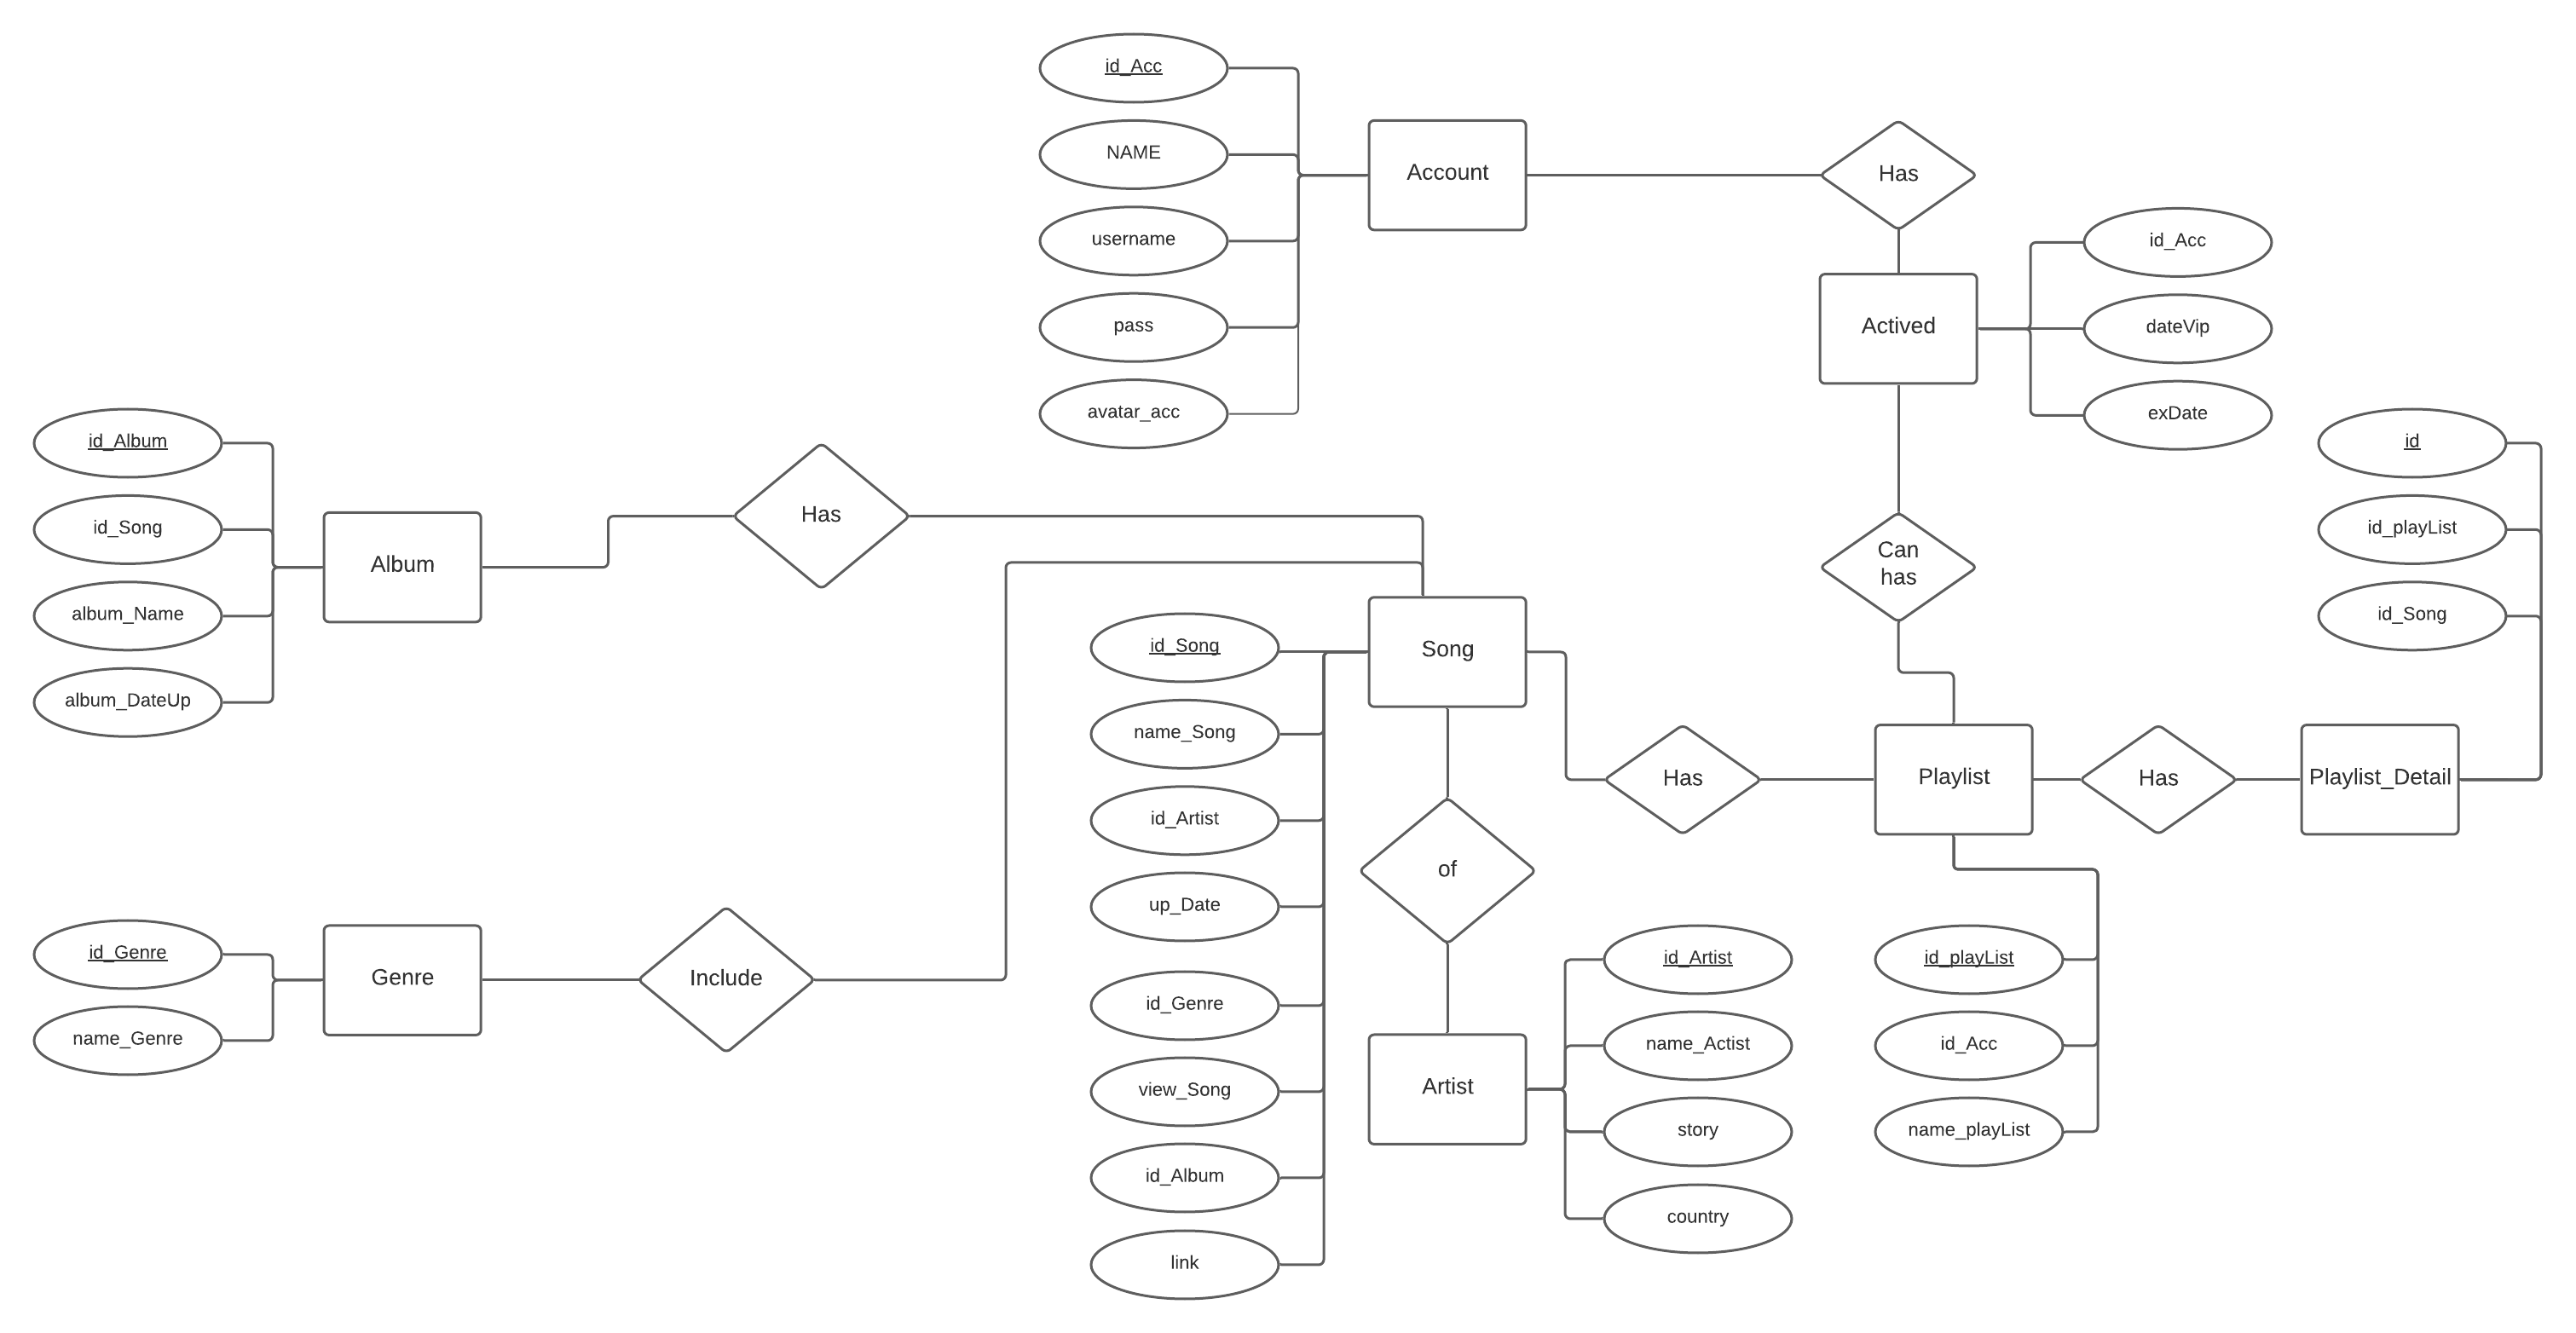 id_Acc
NAME
username
pass
avatar_acc
Account
Has
Actived
id_Acc
dateVip
exDate
id_Album
id_Song
album_Name
album_DateUp
Album
Has
Can
has
id
id_playList
id_Song
id_Song
name_Song
id_Artist
up_Date
id_Genre
view_Song
id_Album
link
Song
Has
Playlist
Has
Playlist_Detail
of
id_Genre
name_Genre
Genre
Include
Artist
id_Artist
name_Actist
story
country
id_playList
id_Acc
name_playList